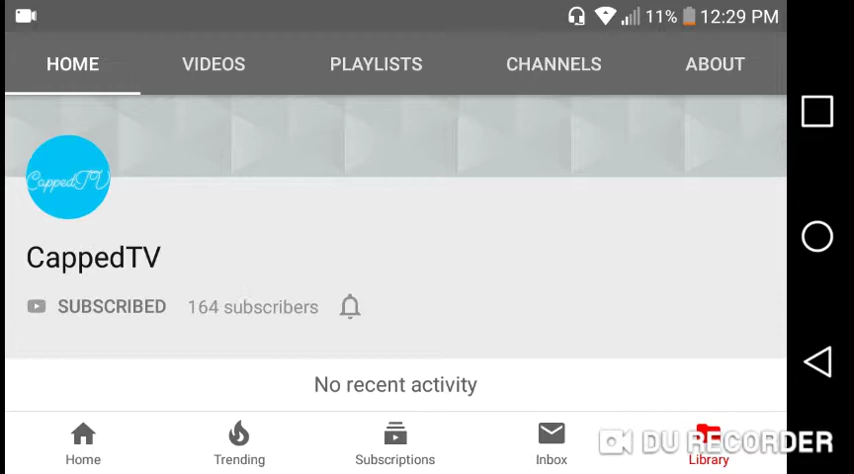 11% 12:29 PM
HOME VIDEOS PLAYLISTS CHANNELS ABOUT
CappedTV
CappedTV
SUBSCRIBED 164 subscribers
No recent activity
Home Trending Subscriptions Inbox Library
DU RECORDER